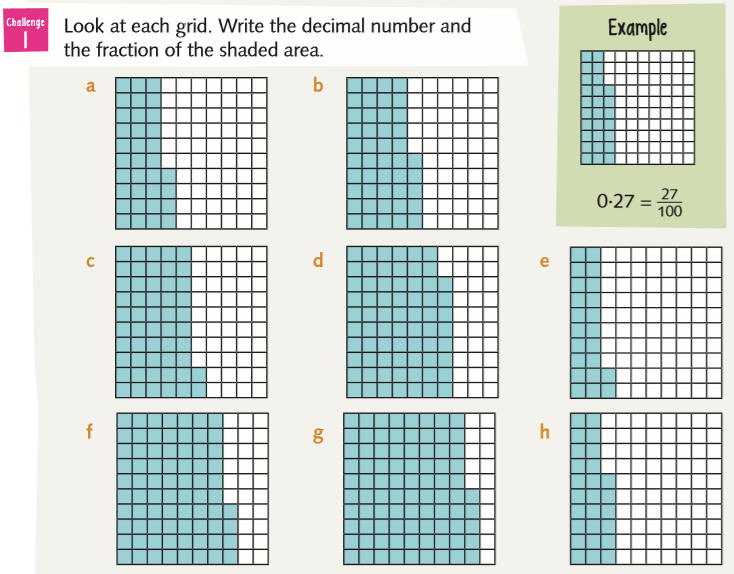 Challenge
1
Look at each grid. Write the decimal number and
the fraction of the shaded area.
Example
0·27 = 27/100
a
b
c
d
e
f
g
h